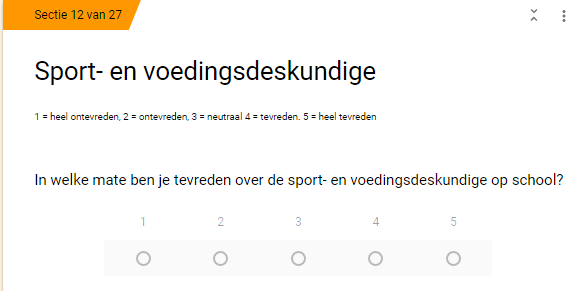 Sectie 12 van 27
Sport- en voedingsdeskundige
1 = heel ontevreden, 2 = ontevreden, 3 = neutraal 4 = tevreden. 5 = heel tevreden
In welke mate ben je tevreden over de sport- en voedingsdeskundige op school?
1 2 3 4 5